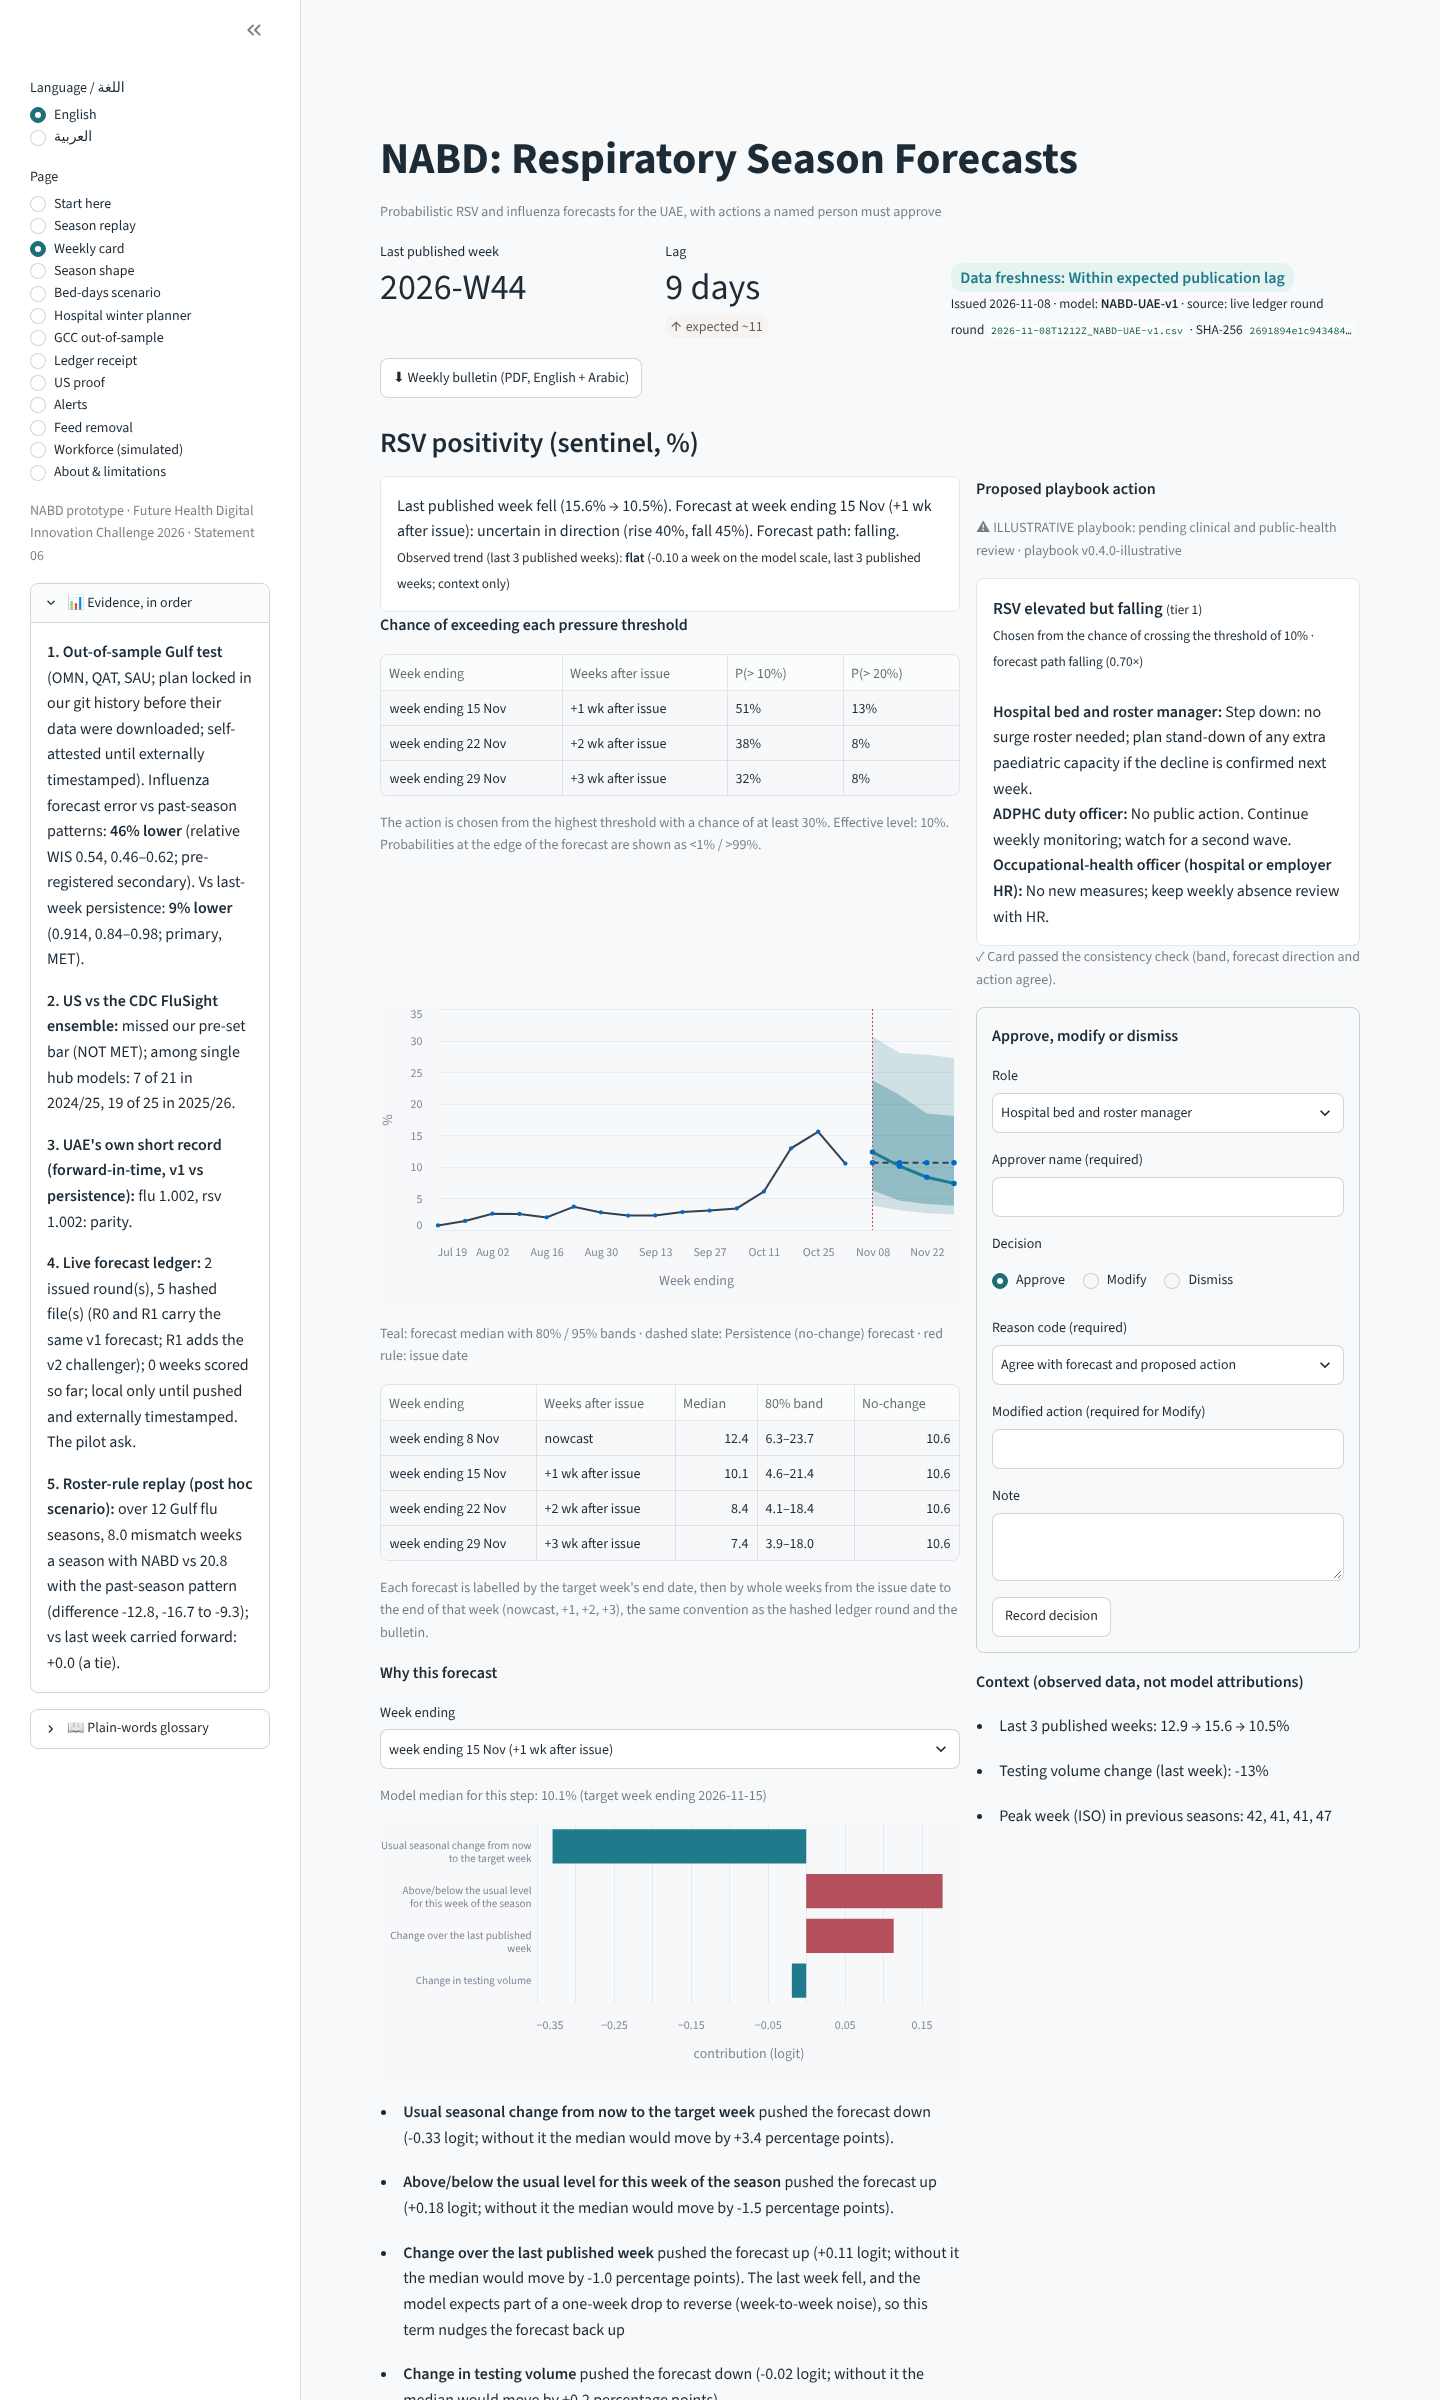 Language / اللغة
English
العربية
Page
Start here
Season replay
Weekly card
Season shape
Bed-days scenario
Hospital winter planner
GCC out-of-sample
Ledger receipt
US proof
Alerts
Feed removal
Workforce (simulated)
About & limitations
NABD prototype · Future Health Digital
Innovation Challenge 2026 · Statement
06
📊 Evidence, in order
1. Out-of-sample Gulf test
(OMN, QAT, SAU; plan locked in
our git history before their
data were downloaded; self-
attested until externally
timestamped). Influenza
forecast error vs past-season
patterns: 46% lower (relative
WIS 0.54, 0.46–0.62; pre-
registered secondary). Vs last-
week persistence: 9% lower
(0.914, 0.84–0.98; primary,
MET).
2. US vs the CDC FluSight
ensemble: missed our pre-set
bar (NOT MET); among single
hub models: 7 of 21 in
2024/25, 19 of 25 in 2025/26.
3. UAE's own short record
(forward-in-time, v1 vs
persistence): flu 1.002, rsv
1.002: parity.
4. Live forecast ledger: 2
issued round(s), 5 hashed
file(s) (R0 and R1 carry the
same v1 forecast; R1 adds the
v2 challenger); 0 weeks scored
so far; local only until pushed
and externally timestamped.
The pilot ask.
5. Roster-rule replay (post hoc
scenario): over 12 Gulf flu
seasons, 8.0 mismatch weeks
a season with NABD vs 20.8
with the past-season pattern
(difference -12.8, -16.7 to -9.3);
vs last week carried forward:
+0.0 (a tie).
📖 Plain-words glossary
NABD: Respiratory Season Forecasts
Probabilistic RSV and influenza forecasts for the UAE, with actions a named person must approve
Last published week
2026-W44
Lag
9 days
↑ expected ~11
Data freshness: Within expected publication lag
Issued 2026-11-08 · model: NABD-UAE-v1 · source: live ledger round
round 2026-11-08T1212Z_NABD-UAE-v1.csv · SHA-256 2691894e1c943484…
⬇ Weekly bulletin (PDF, English + Arabic)
RSV positivity (sentinel, %)
Last published week fell (15.6% → 10.5%). Forecast at week ending 15 Nov (+1 wk
after issue): uncertain in direction (rise 40%, fall 45%). Forecast path: falling.
Observed trend (last 3 published weeks): flat (-0.10 a week on the model scale, last 3 published
weeks; context only)
Chance of exceeding each pressure threshold
Week ending Weeks after issue P(> 10%) P(> 20%)
week ending 15 Nov +1 wk after issue 51% 13%
week ending 22 Nov +2 wk after issue 38% 8%
week ending 29 Nov +3 wk after issue 32% 8%
The action is chosen from the highest threshold with a chance of at least 30%. Effective level: 10%.
Probabilities at the edge of the forecast are shown as <1% / >99%.
35
30
25
20
15
10
5
0
%
Jul 19 Aug 02 Aug 16 Aug 30 Sep 13 Sep 27 Oct 11 Oct 25 Nov 08 Nov 22
Week ending
Teal: forecast median with 80% / 95% bands · dashed slate: Persistence (no-change) forecast · red
rule: issue date
Week ending Weeks after issue Median 80% band No-change
week ending 8 Nov nowcast 12.4 6.3–23.7 10.6
week ending 15 Nov +1 wk after issue 10.1 4.6–21.4 10.6
week ending 22 Nov +2 wk after issue 8.4 4.1–18.4 10.6
week ending 29 Nov +3 wk after issue 7.4 3.9–18.0 10.6
Each forecast is labelled by the target week's end date, then by whole weeks from the issue date to
the end of that week (nowcast, +1, +2, +3), the same convention as the hashed ledger round and the
bulletin.
Why this forecast
Week ending
week ending 15 Nov (+1 wk after issue)
Model median for this step: 10.1% (target week ending 2026-11-15)
Usual seasonal change from now
to the target week
Above/below the usual level
for this week of the season
Change over the last published
week
Change in testing volume
−0.35 −0.25 −0.15 −0.05 0.05 0.15
contribution (logit)
• Usual seasonal change from now to the target week pushed the forecast down
(-0.33 logit; without it the median would move by +3.4 percentage points).
• Above/below the usual level for this week of the season pushed the forecast up
(+0.18 logit; without it the median would move by -1.5 percentage points).
• Change over the last published week pushed the forecast up (+0.11 logit; without it
the median would move by -1.0 percentage points). The last week fell, and the
model expects part of a one-week drop to reverse (week-to-week noise), so this
term nudges the forecast back up
• Change in testing volume pushed the forecast down (-0.02 logit; without it the
median would move by +0.2 percentage points).
Proposed playbook action
⚠ ILLUSTRATIVE playbook: pending clinical and public-health
review · playbook v0.4.0-illustrative
RSV elevated but falling (tier 1)
Chosen from the chance of crossing the threshold of 10% ·
forecast path falling (0.70×)
Hospital bed and roster manager: Step down: no
surge roster needed; plan stand-down of any extra
paediatric capacity if the decline is confirmed next
week.
ADPHC duty officer: No public action. Continue
weekly monitoring; watch for a second wave.
Occupational-health officer (hospital or employer
HR): No new measures; keep weekly absence review
with HR.
✓ Card passed the consistency check (band, forecast direction and
action agree).
Approve, modify or dismiss
Role
Hospital bed and roster manager
Approver name (required)
Decision
Approve Modify Dismiss
Reason code (required)
Agree with forecast and proposed action
Modified action (required for Modify)
Note
Record decision
Context (observed data, not model attributions)
• Last 3 published weeks: 12.9 → 15.6 → 10.5%
• Testing volume change (last week): -13%
• Peak week (ISO) in previous seasons: 42, 41, 41, 47